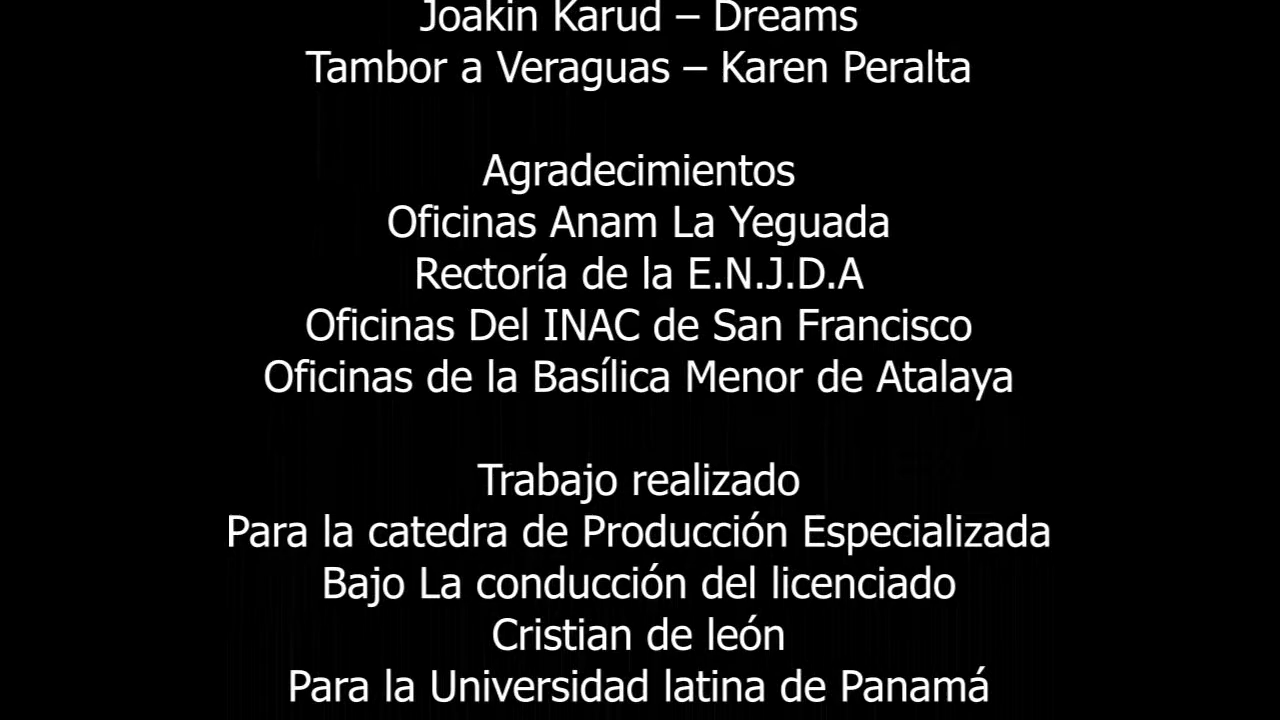 Joakin Karud – Dreams
Tambor a Veraguas – Karen Peralta
Agradecimientos
Oficinas Anam La Yeguada
Rectoría de la E.N.J.D.A
Oficinas Del INAC de San Francisco
Oficinas de la Basílica Menor de Atalaya
Trabajo realizado
Para la catedra de Producción Especializada
Bajo La conducción del licenciado
Cristian de león
Para la Universidad latina de Panamá